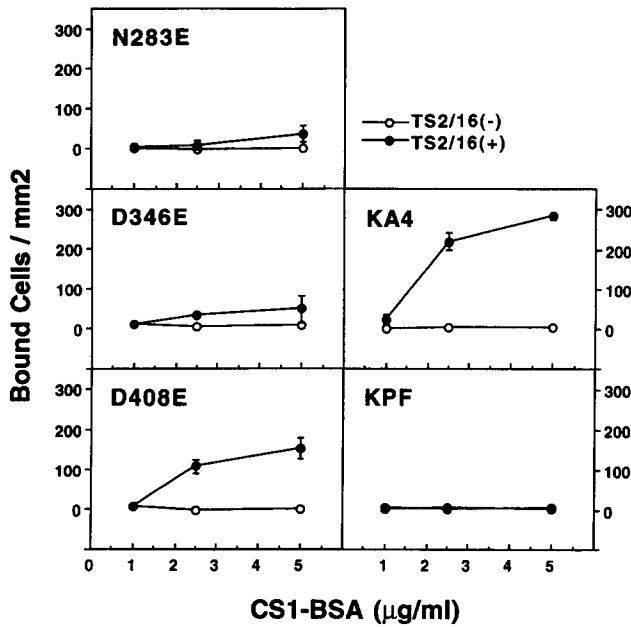 N283E
300
200
100
0
TS2/16(-)
TS2/16(+)
D346E
300
200
100
0
KA4
300
200
100
0
D408E
300
200
100
0
KPF
300
200
100
0
0 1 2 3 4 5
1 2 3 4 5
Bound Cells / mm2
CS1-BSA (μg/ml)